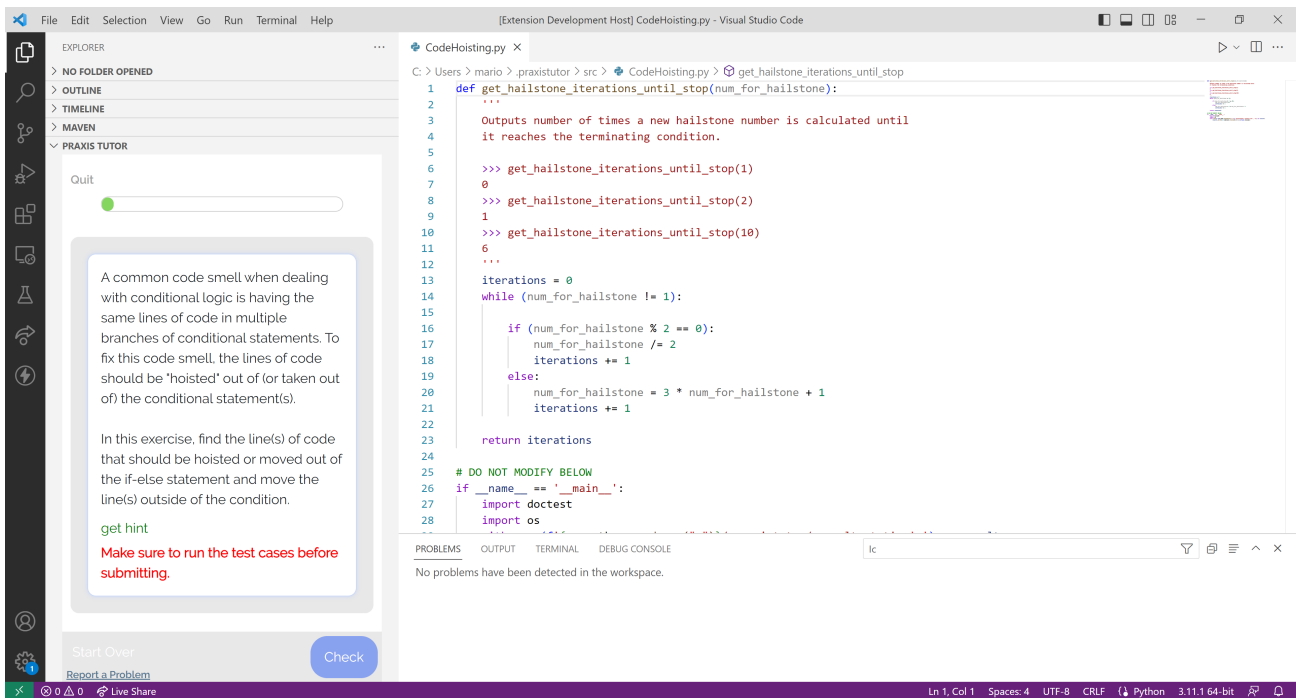 File Edit Selection View Go Run Terminal Help
[Extension Development Host] CodeHoisting.py - Visual Studio Code
EXPLORER
NO FOLDER OPENED
OUTLINE
TIMELINE
MAVEN
PRAXIS TUTOR
Quit
A common code smell when dealing
with conditional logic is having the
same lines of code in multiple
branches of conditional statements. To
fix this code smell, the lines of code
should be "hoisted" out of (or taken out
of) the conditional statement(s).
In this exercise, find the line(s) of code
that should be hoisted or moved out of
the if-else statement and move the
line(s) outside of the condition.
get hint
Make sure to run the test cases before
submitting.
Start Over
Check
Report a Problem
CodeHoisting.py
C: > Users > mario > .praxistutor > src > CodeHoisting.py > get_hailstone_iterations_until_stop
1 def get_hailstone_iterations_until_stop(num_for_hailstone):
2 '''
3 Outputs number of times a new hailstone number is calculated until
4 it reaches the terminating condition.
5
6 >>> get_hailstone_iterations_until_stop(1)
7 0
8 >>> get_hailstone_iterations_until_stop(2)
9 1
10 >>> get_hailstone_iterations_until_stop(10)
11 6
12 '''
13 iterations = 0
14 while (num_for_hailstone != 1):
15
16 if (num_for_hailstone % 2 == 0):
17 num_for_hailstone /= 2
18 iterations += 1
19 else:
20 num_for_hailstone = 3 * num_for_hailstone + 1
21 iterations += 1
22
23 return iterations
24
25 # DO NOT MODIFY BELOW
26 if __name__ == '__main__':
27 import doctest
28 import os
PROBLEMS OUTPUT TERMINAL DEBUG CONSOLE
lc
No problems have been detected in the workspace.
1
0 0 Live Share
Ln 1, Col 1 Spaces: 4 UTF-8 CRLF Python 3.11.1 64-bit